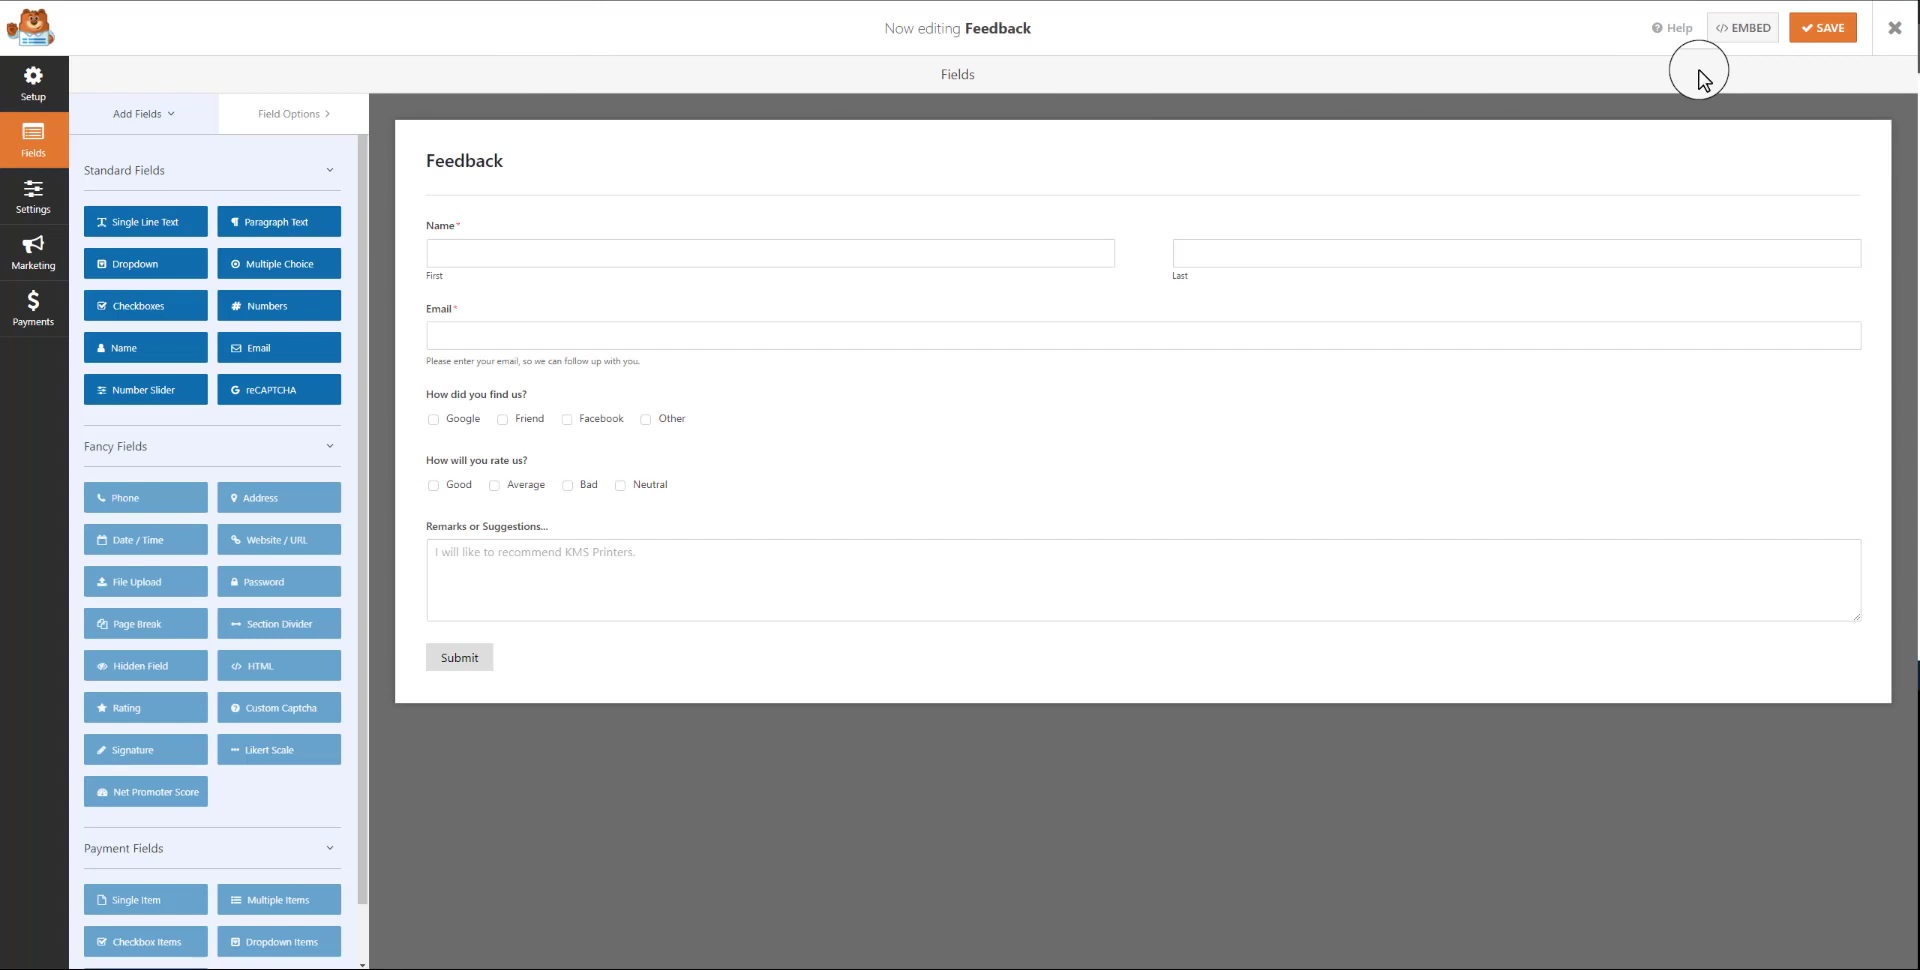 Now editing Feedback
Help
EMBED
SAVE
Fields
Setup
Fields
Settings
Marketing
Payments
Add Fields
Field Options
Standard Fields
Single Line Text
Paragraph Text
Dropdown
Multiple Choice
Checkboxes
Numbers
Name
Email
Number Slider
reCAPTCHA
Fancy Fields
Phone
Address
Date / Time
Website / URL
File Upload
Password
Page Break
Section Divider
Hidden Field
HTML
Rating
Custom Captcha
Signature
Likert Scale
Net Promoter Score
Payment Fields
Single Item
Multiple Items
Checkbox Items
Dropdown Items
Feedback
Name*
First
Last
Email*
Please enter your email, so we can follow up with you.
How did you find us?
Google Friend Facebook Other
How will you rate us?
Good Average Bad Neutral
Remarks or Suggestions...
I will like to recommend KMS Printers.
Submit